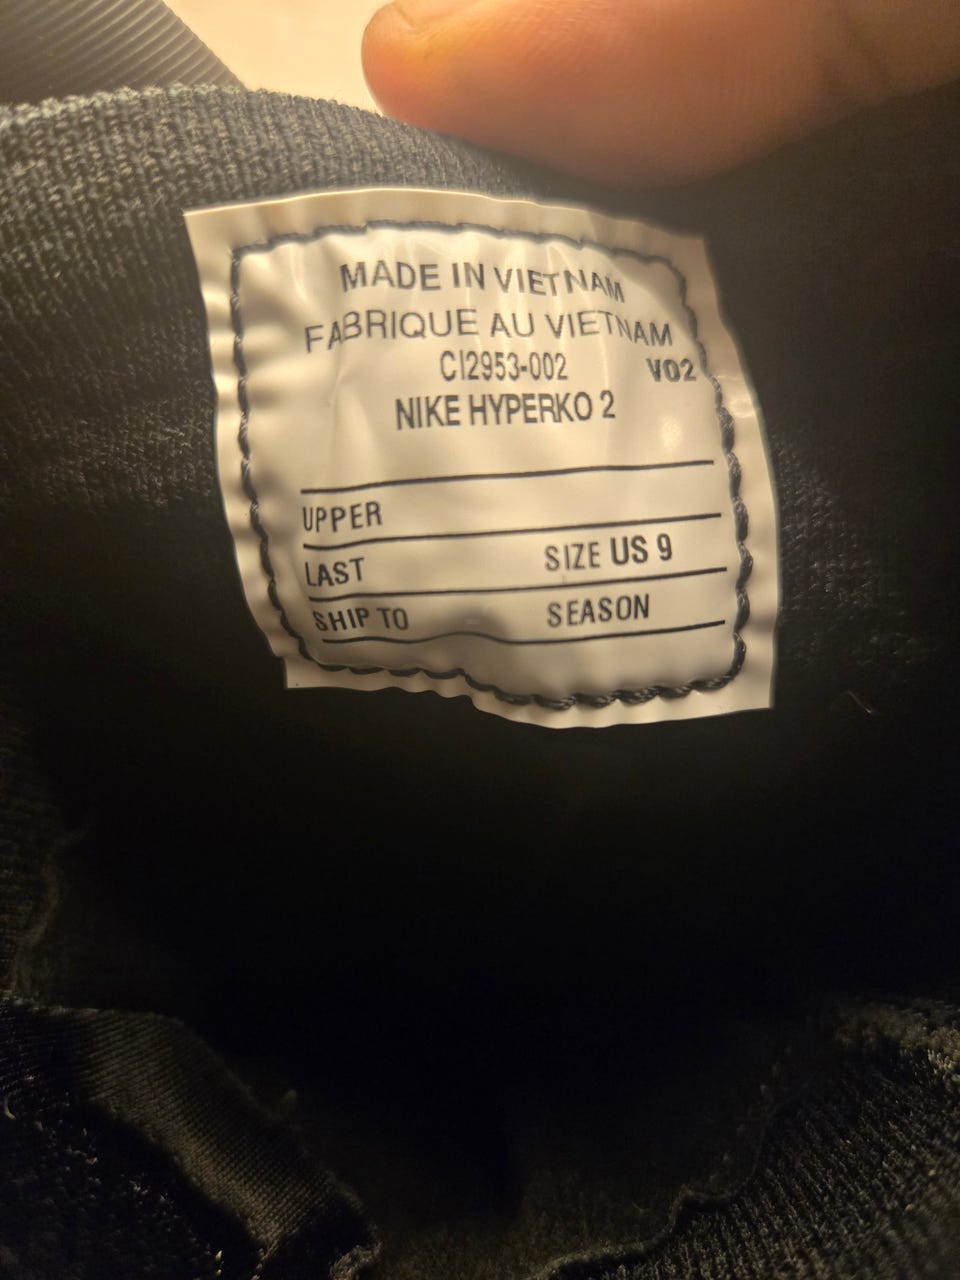 MADE IN VIETNAM
FABRIQUE AU VIETNAM
CI2953-002 VO2
NIKE HYPERKO 2
UPPER
LAST SIZE US 9
SHIP TO SEASON